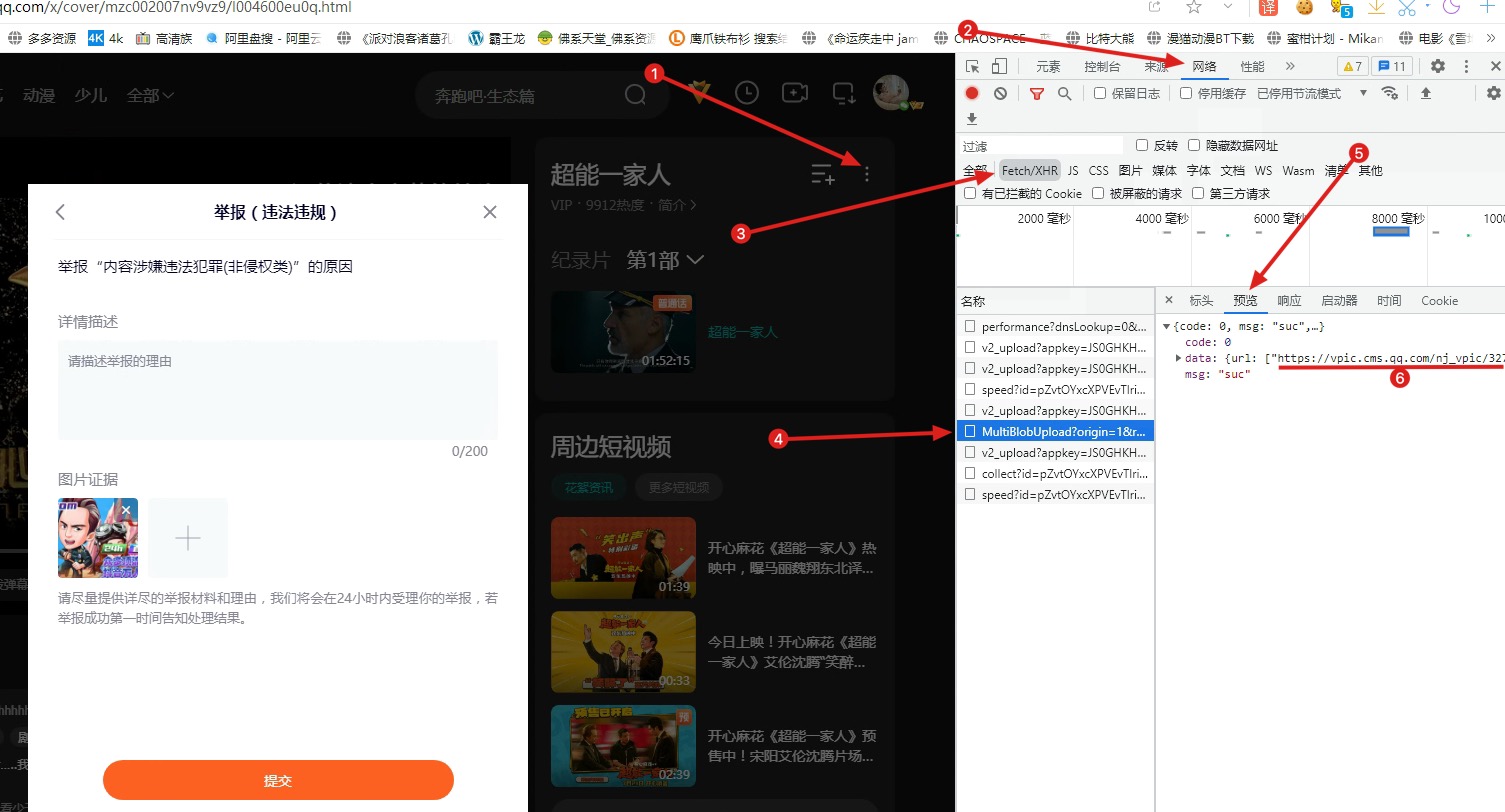 qq.com/x/cover/mzc002007nv9vz9/l004600eu0q.html
译
5
多多资源
4K 4k
高清族
阿里盘搜 - 阿里云
《派对浪客诸葛孔
霸王龙
佛系天堂_佛系资源
鹰爪铁布衫 搜索结
《命运疾走中 jam
CHAOSPACE
比特大熊
漫猫动漫BT下载
蜜柑计划 - Mikan
电影《雪
动漫 少儿 全部
奔跑吧·生态篇
1
2
超能一家人
VIP · 9912热度 · 简介
纪录片 第1部
普通话
01:52:15
超能一家人
3
周边短视频
花絮资讯 更多短视频
4
01:39
开心麻花《超能一家人》热
映中，曝马丽魏翔东北译...
00:33
今日上映！开心麻花《超能
一家人》艾伦沈腾“笑醉...
预
02:39
开心麻花《超能一家人》预
售中！宋阳艾伦沈腾片场...
举报（违法违规）
举报“内容涉嫌违法犯罪(非侵权类)”的原因
详情描述
请描述举报的理由
0/200
图片证据
请尽量提供详尽的举报材料和理由，我们将会在24小时内受理你的举报，若
举报成功第一时间告知处理结果。
提交
元素 控制台 来源 网络 性能 » 7 11
保留日志 停用缓存 已停用节流模式
过滤 反转 隐藏数据网址
5
全部 Fetch/XHR JS CSS 图片 媒体 字体 文档 WS Wasm 清单 其他
有已拦截的 Cookie 被屏蔽的请求 第三方请求
2000 毫秒 4000 毫秒 6000 毫秒 8000 毫秒 1000
名称
performance?dnsLookup=0&...
v2_upload?appkey=JS0GHKH...
v2_upload?appkey=JS0GHKH...
speed?id=pZvtOYxcXPVEvTIri...
v2_upload?appkey=JS0GHKH...
MultiBlobUpload?origin=1&r...
v2_upload?appkey=JS0GHKH...
collect?id=pZvtOYxcXPVEvTIri...
speed?id=pZvtOYxcXPVEvTIri...
标头 预览 响应 启动器 时间 Cookie
{code: 0, msg: "suc",…}
code: 0
data: {url: ["https://vpic.cms.qq.com/nj_vpic/327
msg: "suc"
6